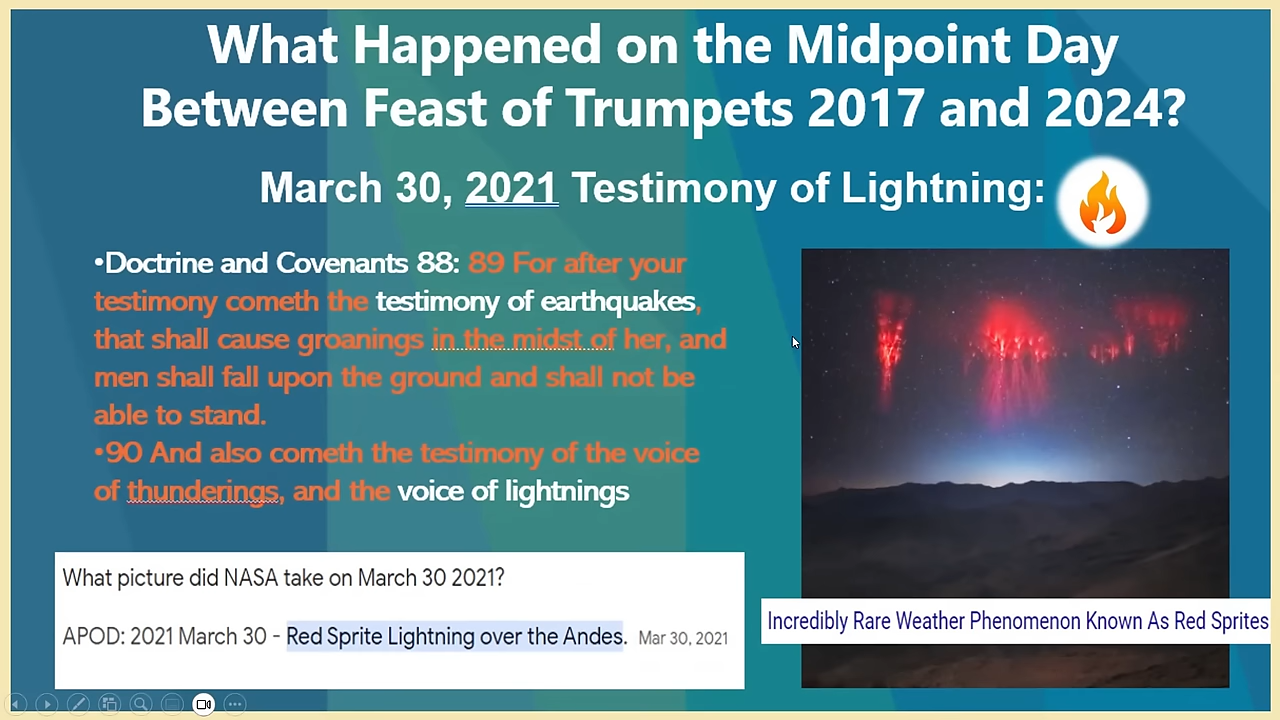 What Happened on the Midpoint Day
Between Feast of Trumpets 2017 and 2024?
March 30, 2021 Testimony of Lightning:
•Doctrine and Covenants 88: 89 For after your
testimony cometh the testimony of earthquakes,
that shall cause groanings in the midst of her, and
men shall fall upon the ground and shall not be
able to stand.
•90 And also cometh the testimony of the voice
of thunderings, and the voice of lightnings
What picture did NASA take on March 30 2021?
APOD: 2021 March 30 - Red Sprite Lightning over the Andes. Mar 30, 2021
Incredibly Rare Weather Phenomenon Known As Red Sprites